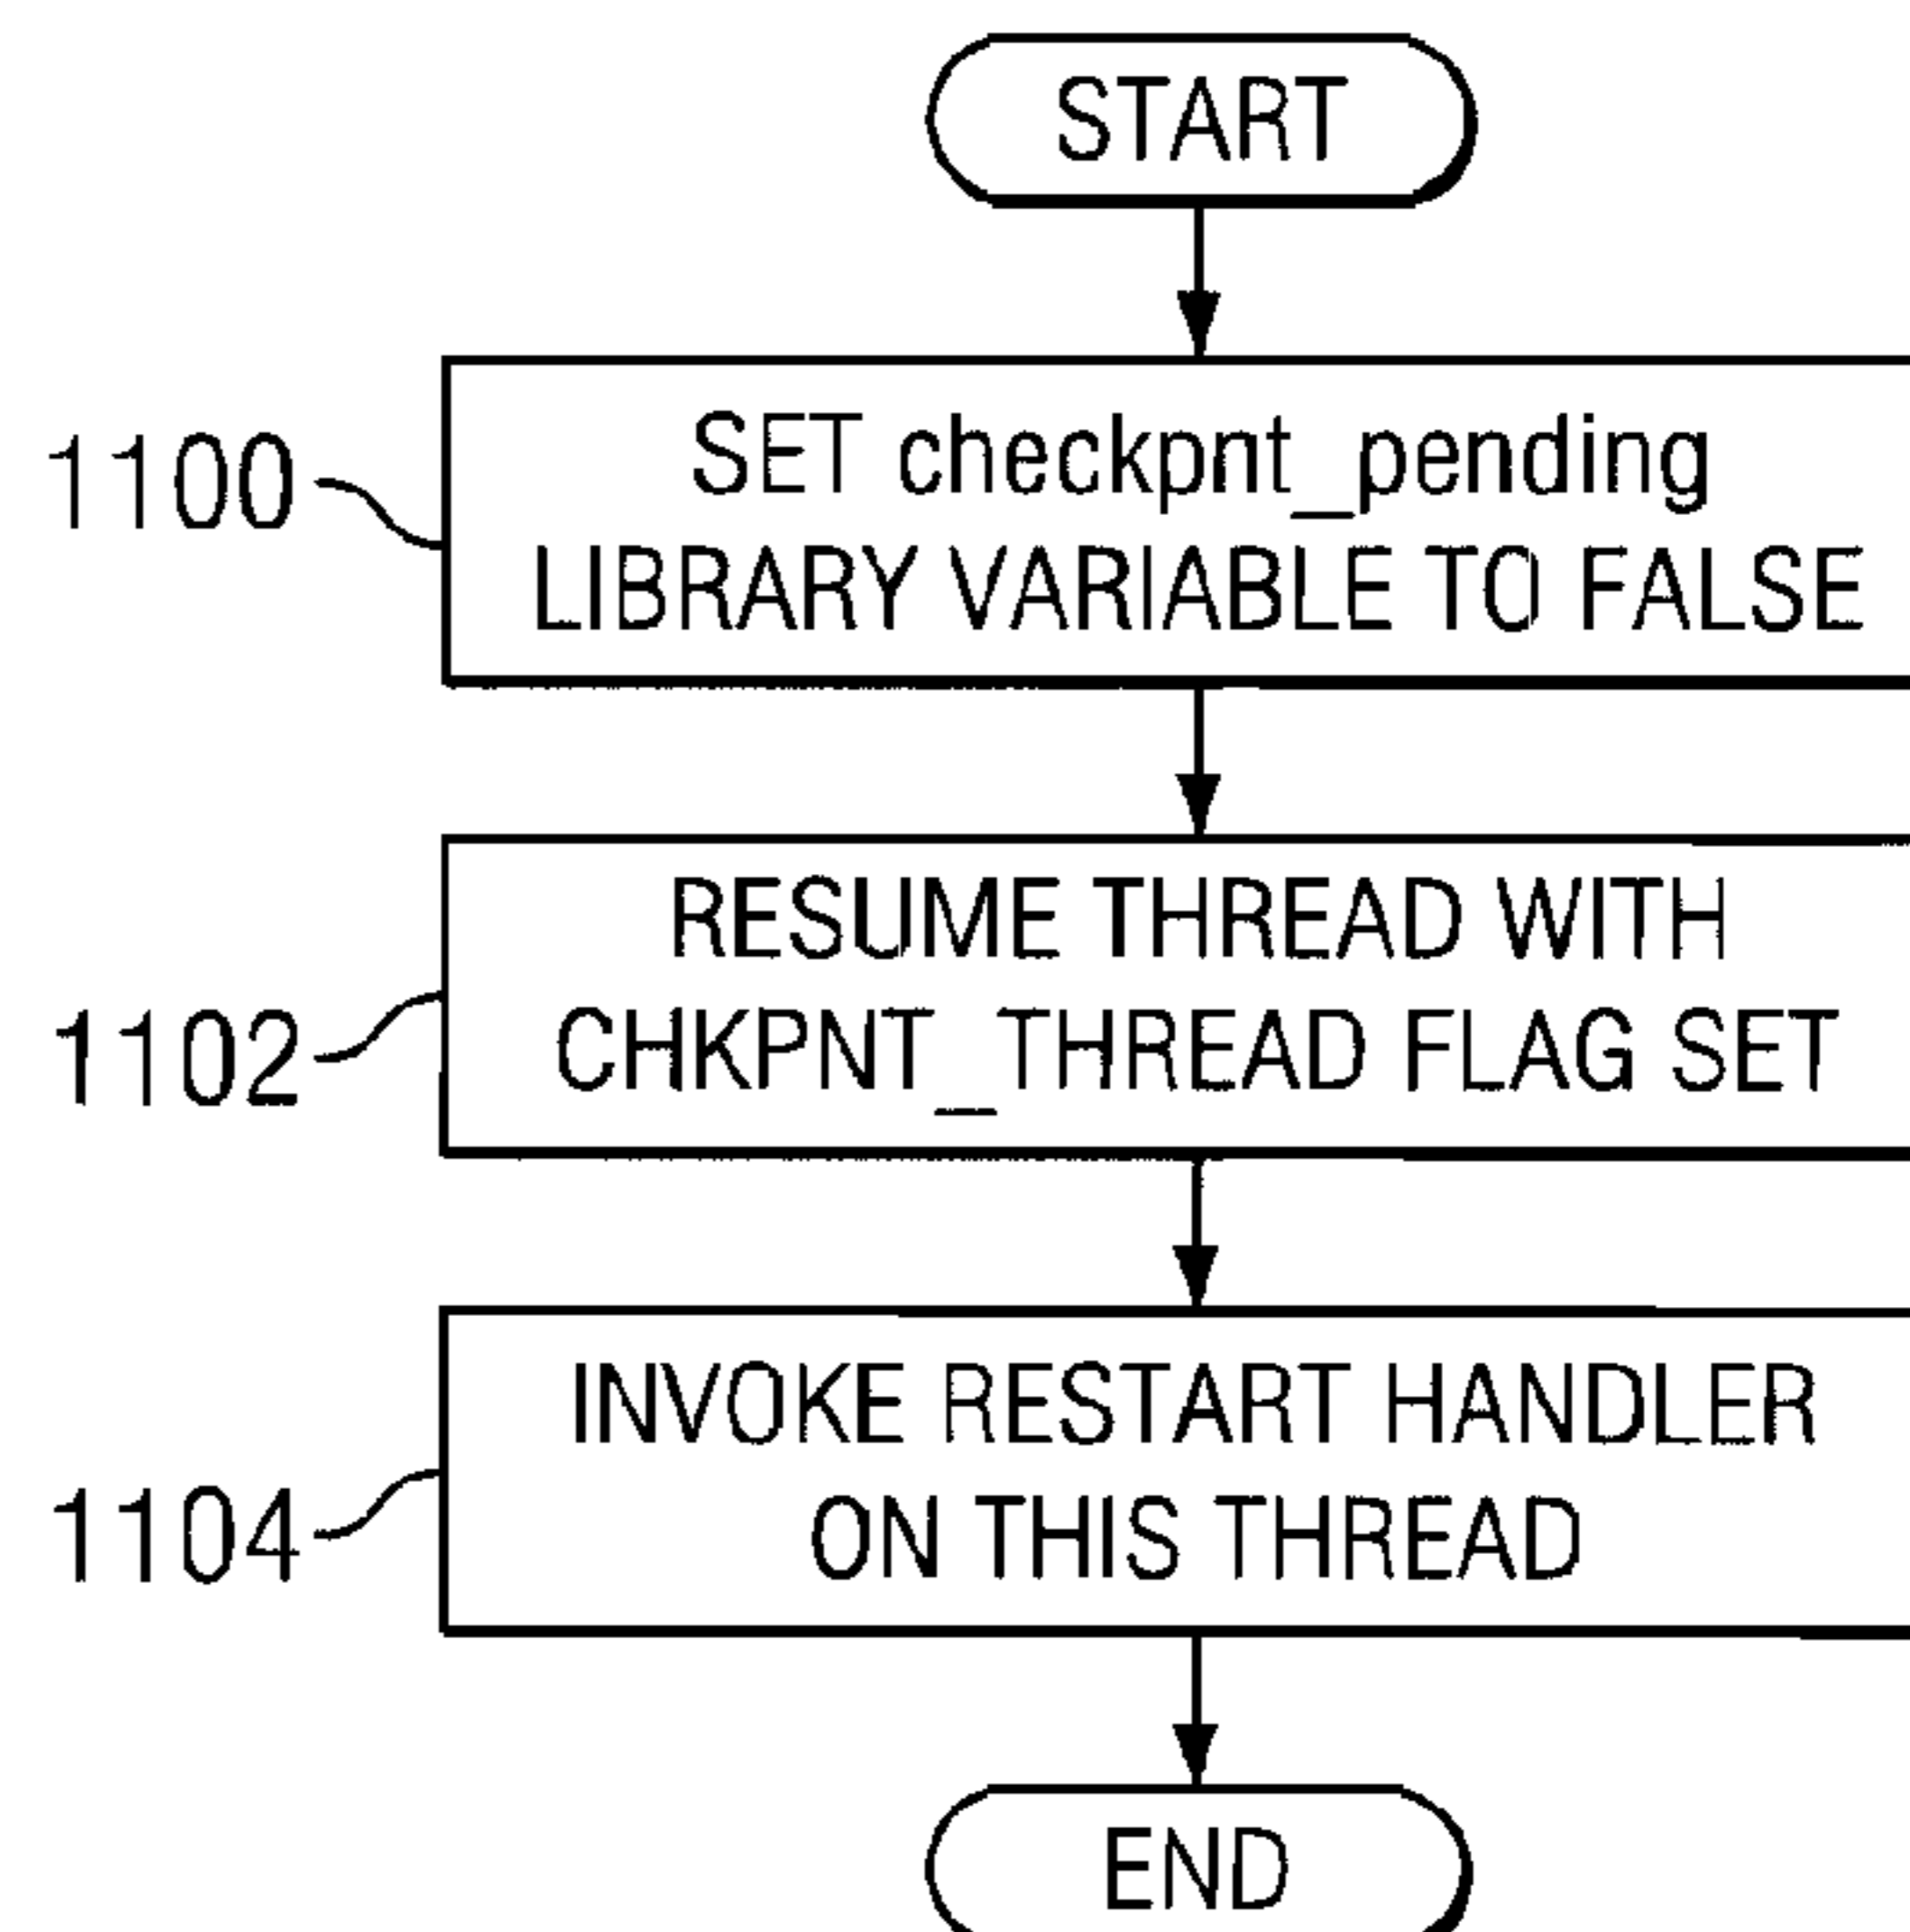 START
1100
SET checkpnt_pending
LIBRARY VARIABLE TO FALSE
1102
RESUME THREAD WITH
CHKPNT_THREAD FLAG SET
1104
INVOKE RESTART HANDLER
ON THIS THREAD
END